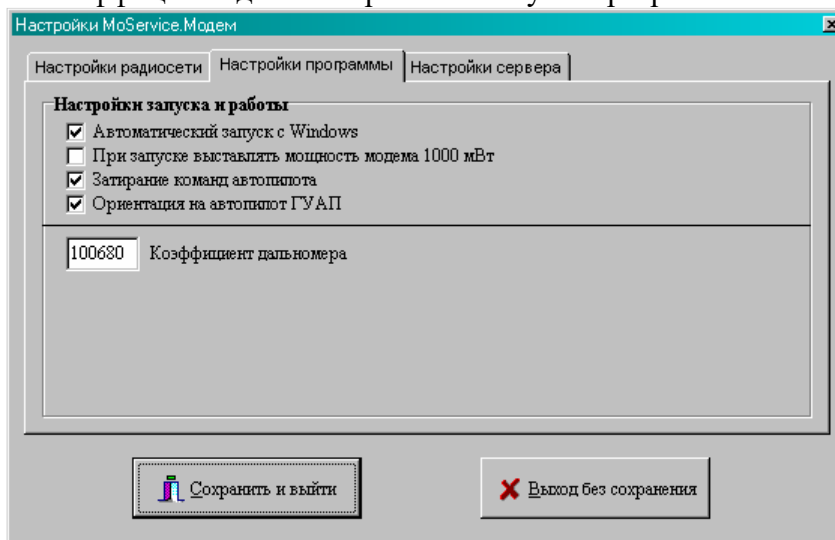 Настройки MoService.Модем
Настройки радиосети
Настройки программы
Настройки сервера
Настройки запуска и работы
Автоматический запуск с Windows
При запуске выставлять мощность модема 1000 мВт
Затирание команд автопилота
Ориентация на автопилот ГУАП
100680 Коэффициент дальномера
Сохранить и выйти
Выход без сохранения